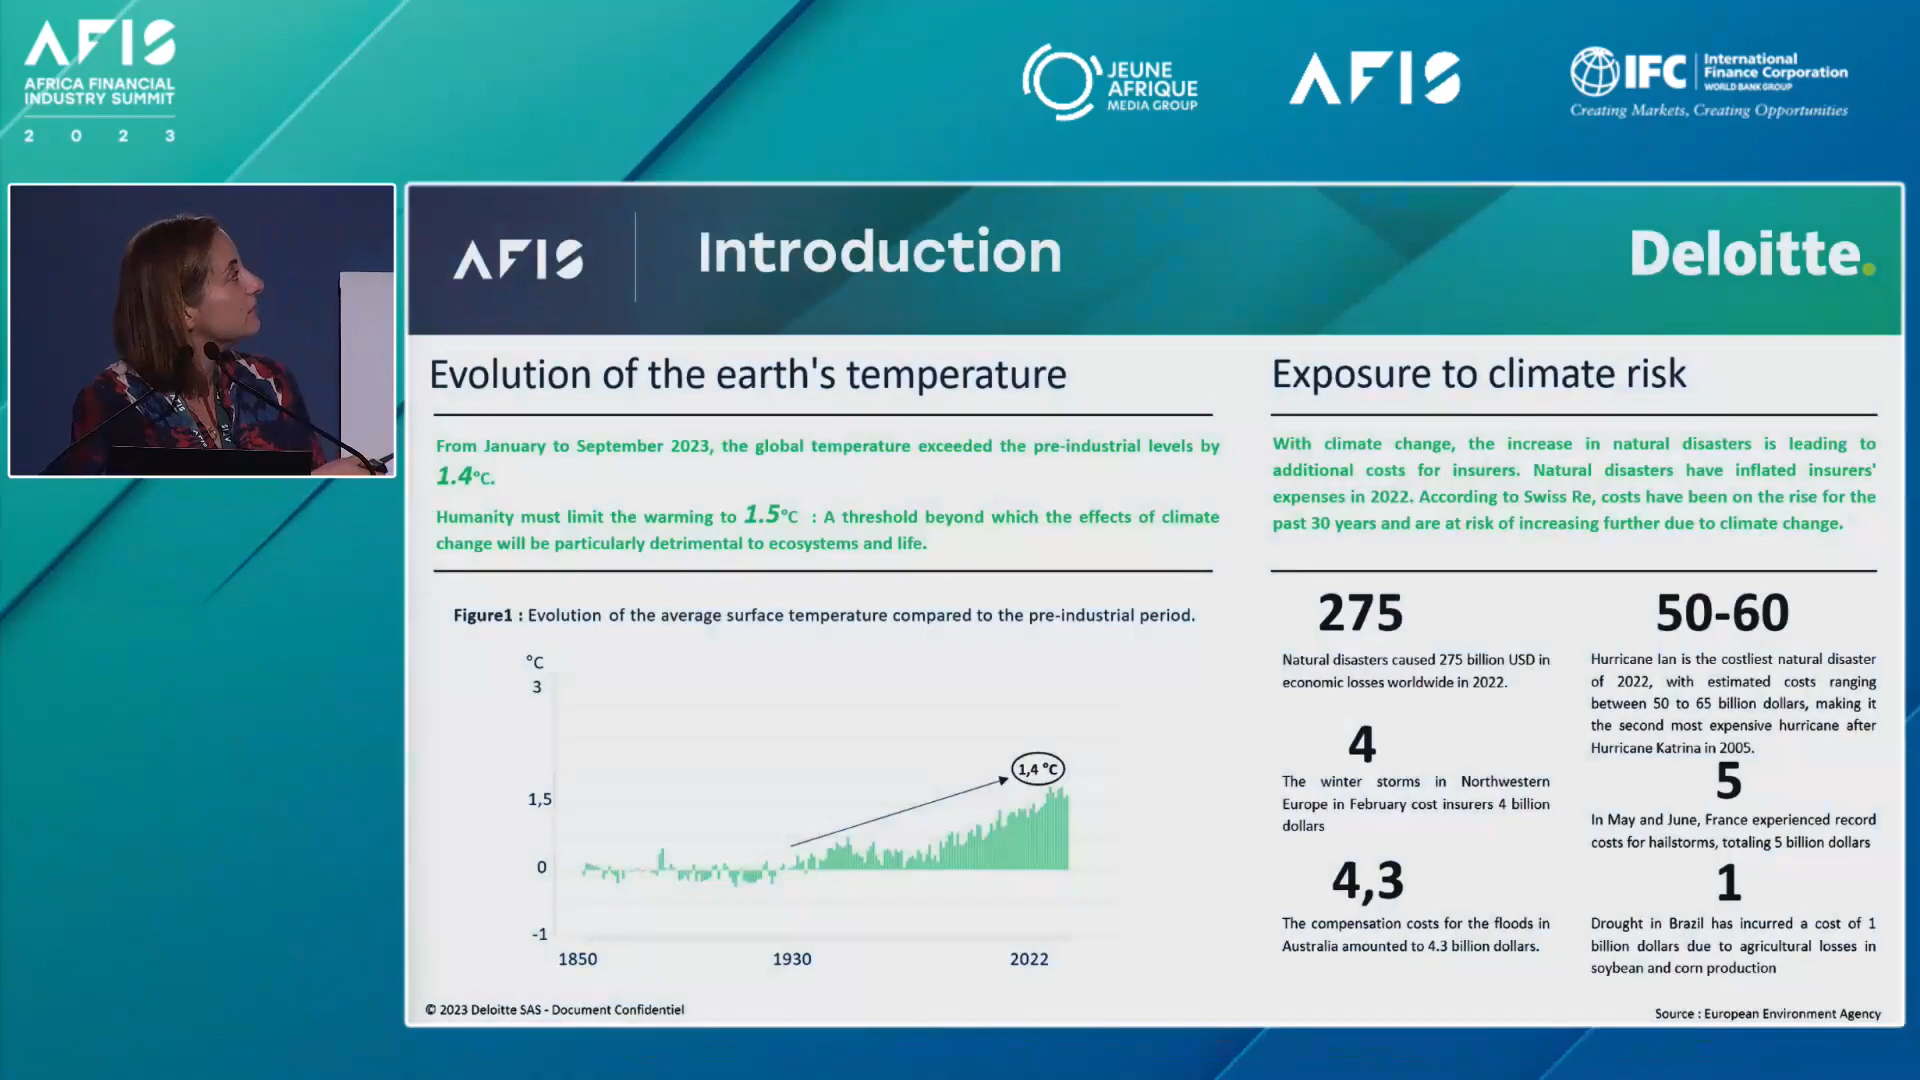 AFIS
AFRICA FINANCIAL
INDUSTRY SUMMIT
2 0 2 3
JEUNE
AFRIQUE
MEDIA GROUP
AFIS
IFC
International
Finance Corporation
WORLD BANK GROUP
Creating Markets, Creating Opportunities
AFIS
Introduction
Deloitte.
Evolution of the earth's temperature
From January to September 2023, the global temperature exceeded the pre-industrial levels by
1.4°C.
Humanity must limit the warming to 1.5°C : A threshold beyond which the effects of climate
change will be particularly detrimental to ecosystems and life.
Figure1 : Evolution of the average surface temperature compared to the pre-industrial period.
°C
3
1,4 °C
1,5
0
-1
1850
1930
2022
© 2023 Deloitte SAS - Document Confidentiel
Exposure to climate risk
With climate change, the increase in natural disasters is leading to
additional costs for insurers. Natural disasters have inflated insurers'
expenses in 2022. According to Swiss Re, costs have been on the rise for the
past 30 years and are at risk of increasing further due to climate change.
275
Natural disasters caused 275 billion USD in
economic losses worldwide in 2022.
4
The winter storms in Northwestern
Europe in February cost insurers 4 billion
dollars
4,3
The compensation costs for the floods in
Australia amounted to 4.3 billion dollars.
50-60
Hurricane Ian is the costliest natural disaster
of 2022, with estimated costs ranging
between 50 to 65 billion dollars, making it
the second most expensive hurricane after
Hurricane Katrina in 2005.
5
In May and June, France experienced record
costs for hailstorms, totaling 5 billion dollars
1
Drought in Brazil has incurred a cost of 1
billion dollars due to agricultural losses in
soybean and corn production
Source : European Environment Agency